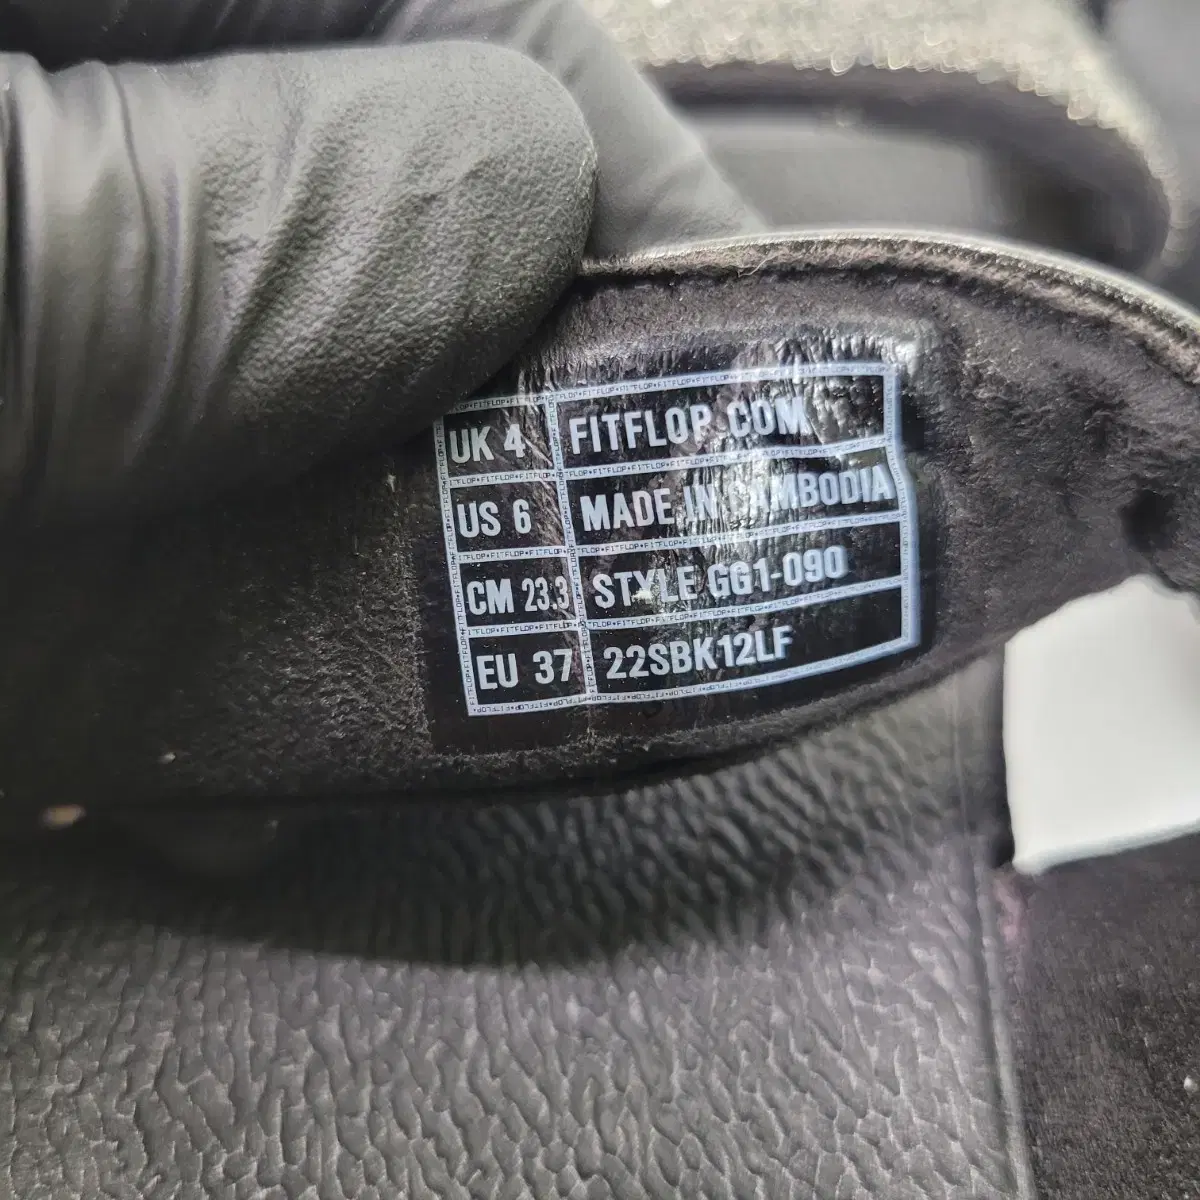 UK 4 FITFLOP.COM
US 6 MADE IN CAMBODIA
CM 23.3 STYLE GG1-090
EU 37 22SBK12LF